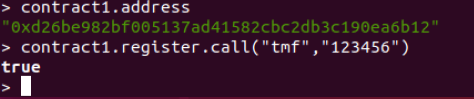 > contract1.address
"0xd26be982bf005137ad41582cbc2db3c190ea6b12"
> contract1.register.call("tmf","123456")
true
>